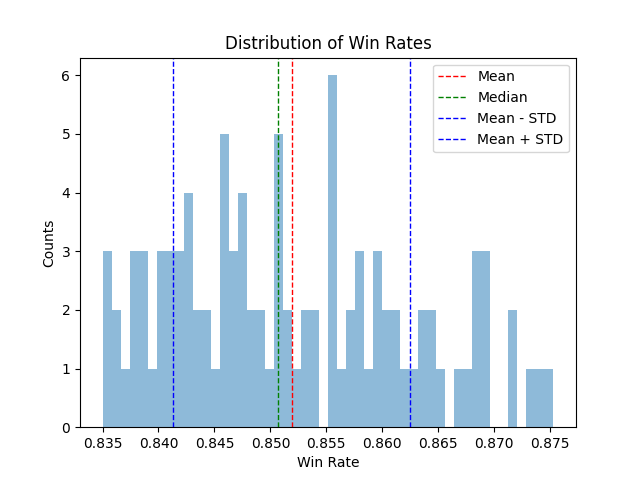 Distribution of Win Rates
6
5
4
3
2
1
0
Counts
Mean
Median
Mean - STD
Mean + STD
0.835 0.840 0.845 0.850 0.855 0.860 0.865 0.870 0.875
Win Rate